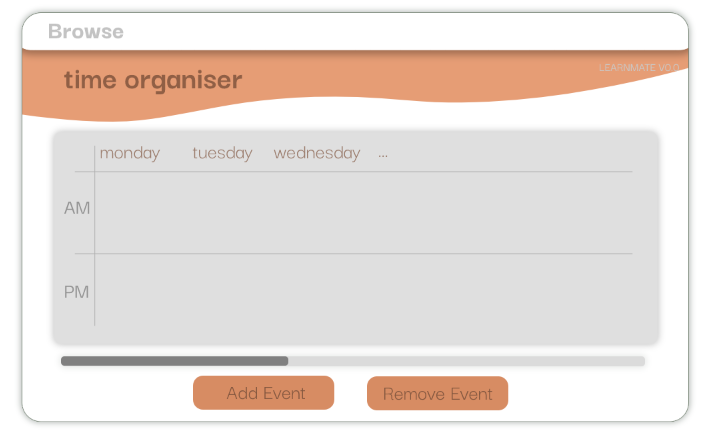 Browse
LEARNMATE V0.0
time organiser
monday tuesday wednesday ...
AM
PM
Add Event Remove Event